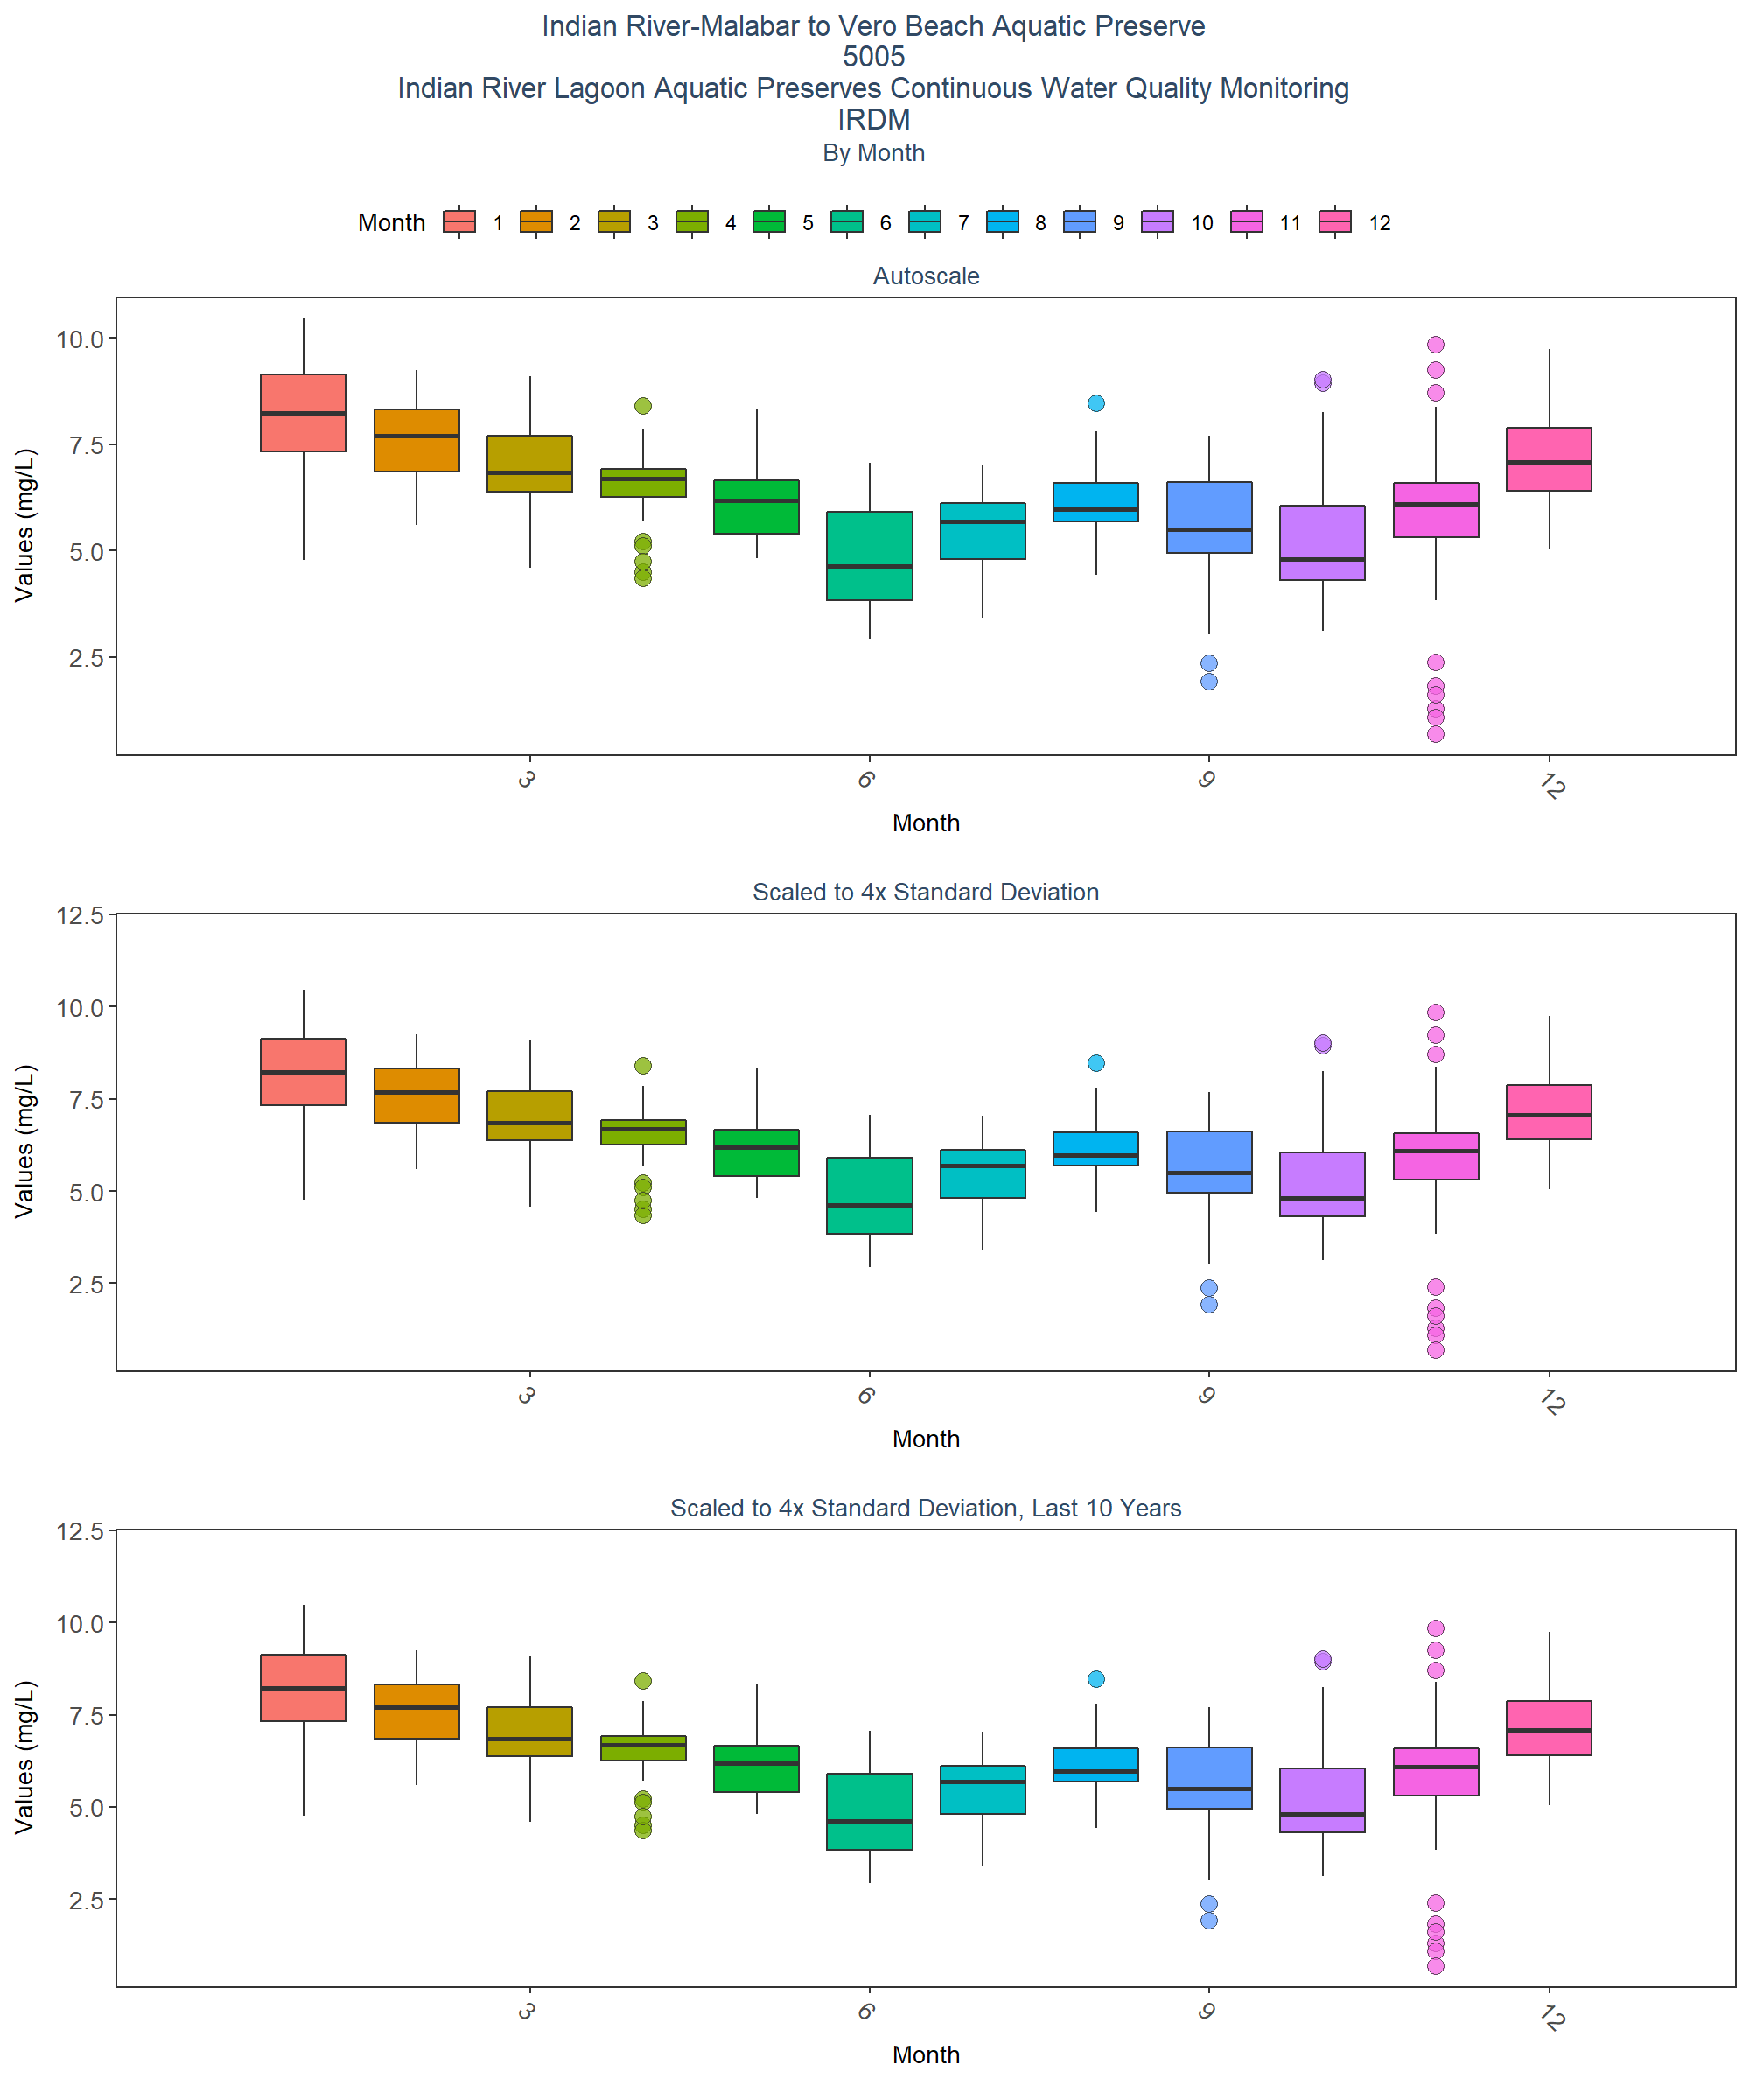 Indian River-Malabar to Vero Beach Aquatic Preserve
5005
Indian River Lagoon Aquatic Preserves Continuous Water Quality Monitoring
IRDM
By Month
Month 1 2 3 4 5 6 7 8 9 10 11 12
Autoscale
Values (mg/L)
10.0
7.5
5.0
2.5
3 6 9 12
Month
Scaled to 4x Standard Deviation
Values (mg/L)
12.5
10.0
7.5
5.0
2.5
3 6 9 12
Month
Scaled to 4x Standard Deviation, Last 10 Years
Values (mg/L)
12.5
10.0
7.5
5.0
2.5
3 6 9 12
Month